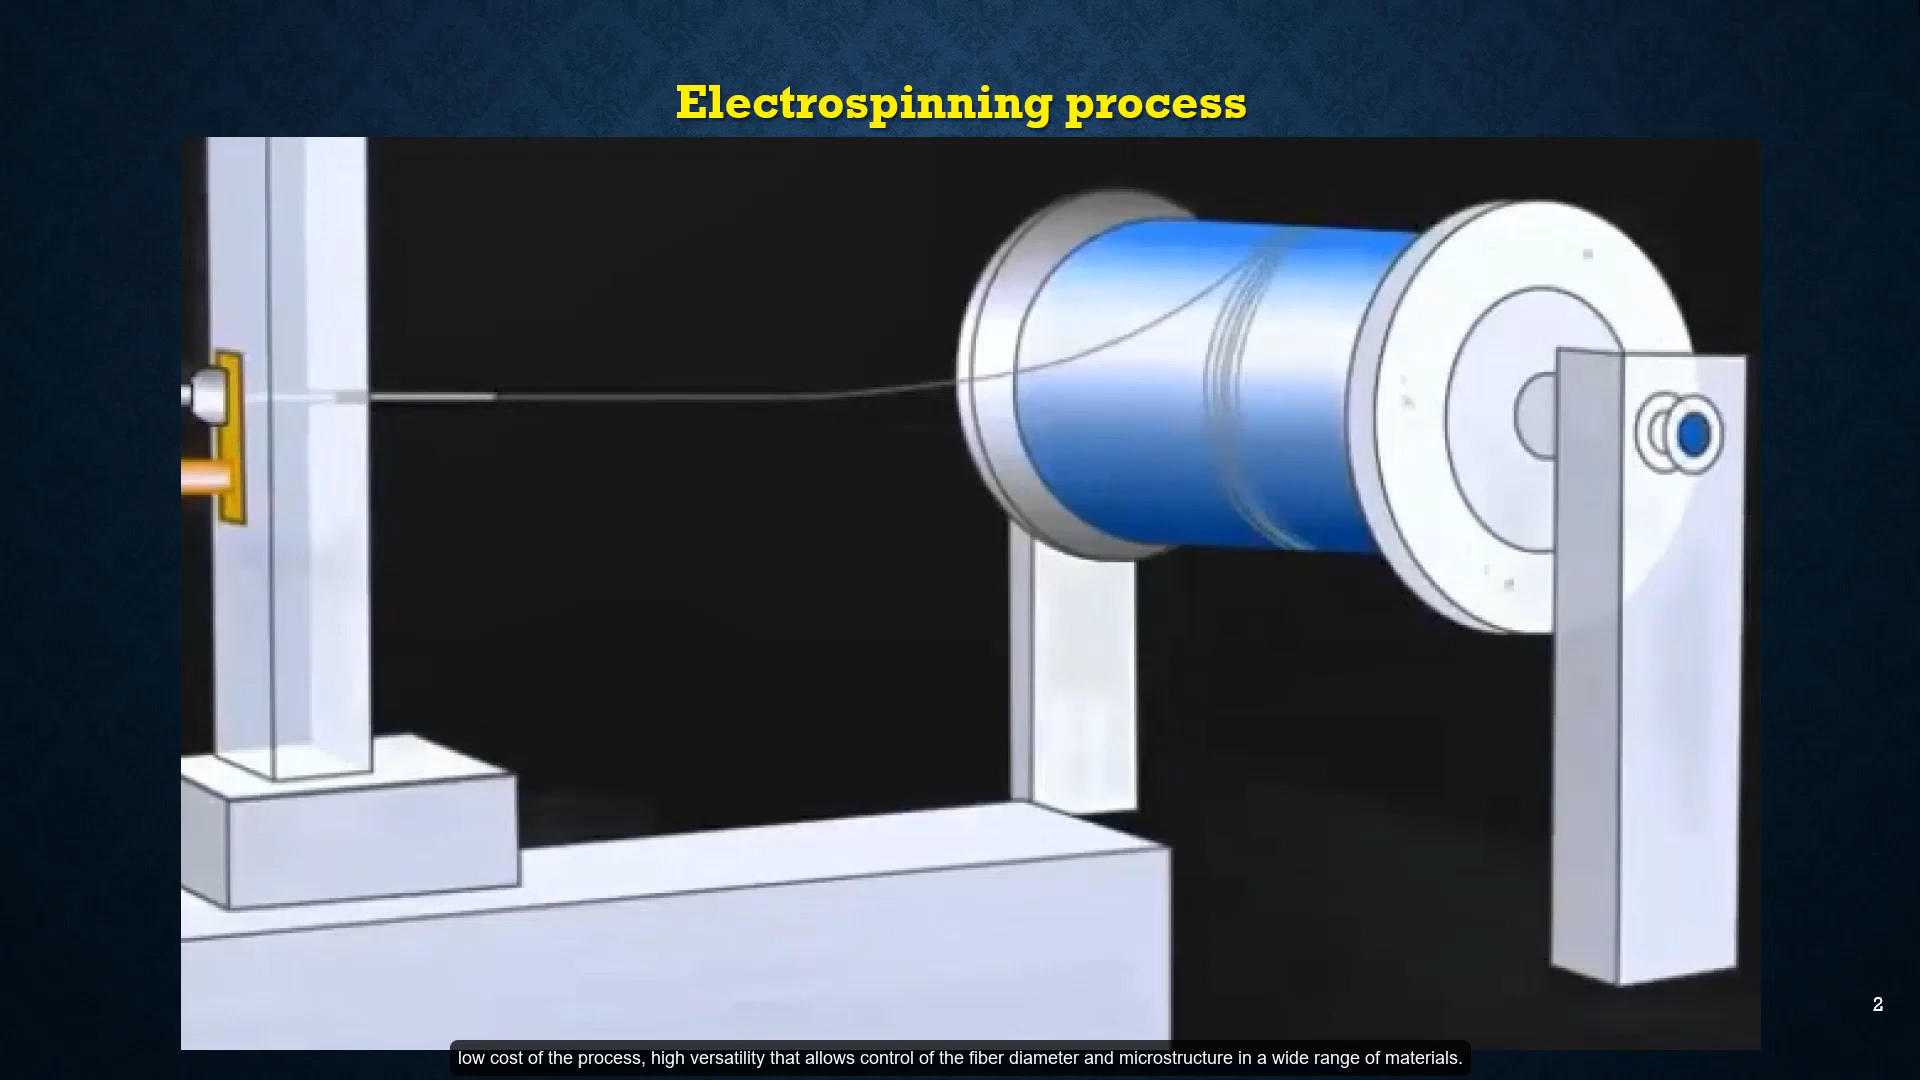 Electrospinning process
2
low cost of the process, high versatility that allows control of the fiber diameter and microstructure in a wide range of materials.